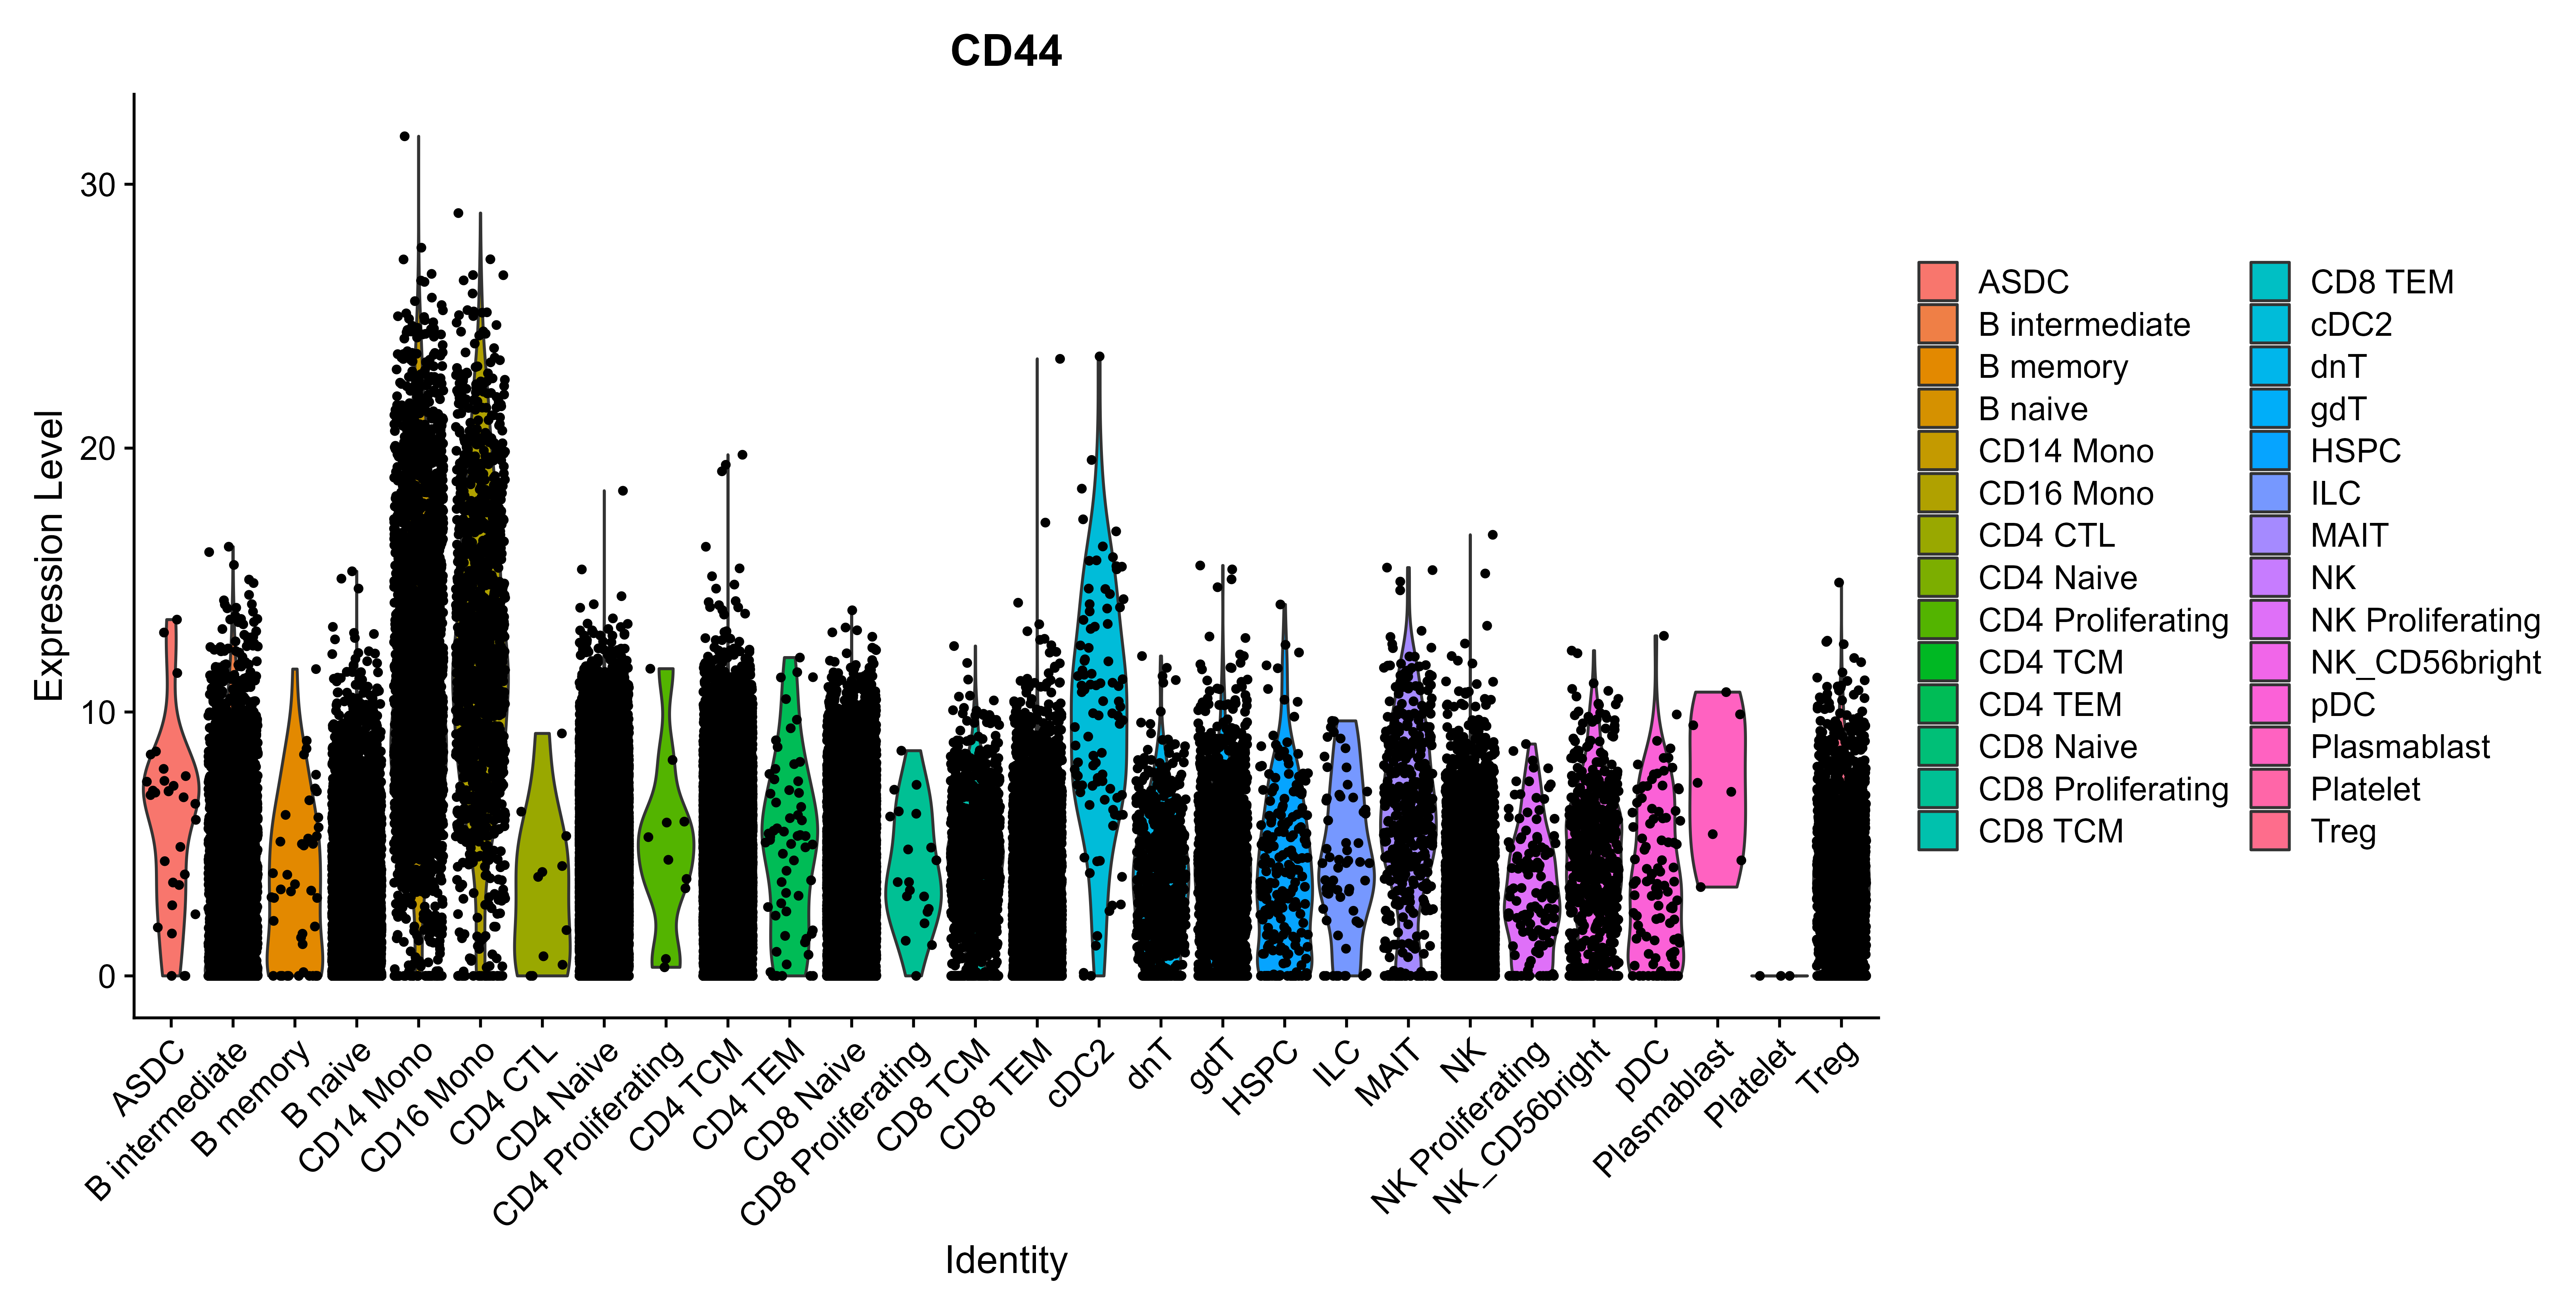 CD44
Expression Level
30
20
10
0
ASDC
B intermediate
B memory
B naive
CD14 Mono
CD16 Mono
CD4 CTL
CD4 Naive
CD4 Proliferating
CD4 TCM
CD4 TEM
CD8 Naive
CD8 Proliferating
CD8 TCM
CD8 TEM
cDC2
dnT
gdT
HSPC
ILC
MAIT
NK
NK Proliferating
NK_CD56bright
pDC
Plasmablast
Platelet
Treg
Identity
ASDC
B intermediate
B memory
B naive
CD14 Mono
CD16 Mono
CD4 CTL
CD4 Naive
CD4 Proliferating
CD4 TCM
CD4 TEM
CD8 Naive
CD8 Proliferating
CD8 TCM
CD8 TEM
cDC2
dnT
gdT
HSPC
ILC
MAIT
NK
NK Proliferating
NK_CD56bright
pDC
Plasmablast
Platelet
Treg